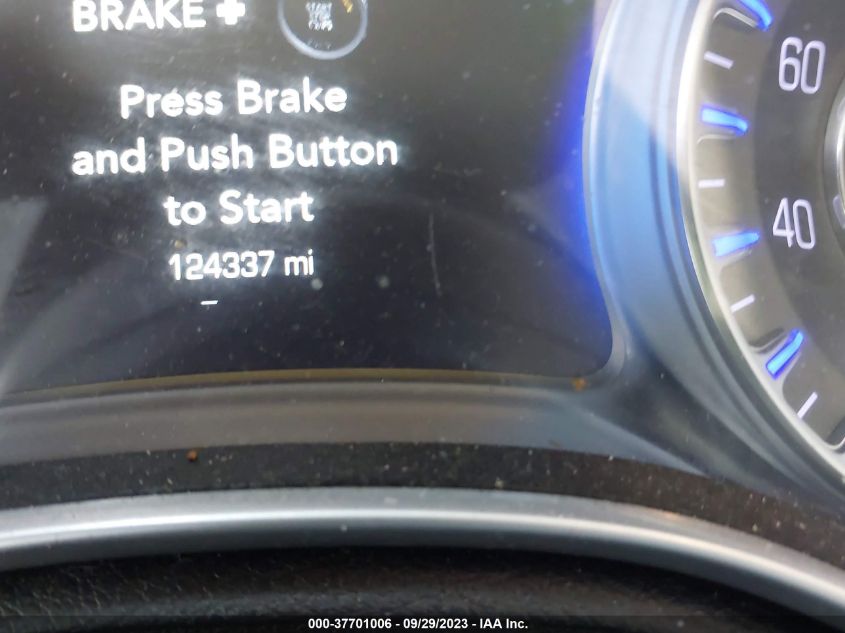 BRAKE +
START
Press Brake
and Push Button
to Start
124337 mi
60
40
000-37701006 / 09/29/2023 - IAA Inc.